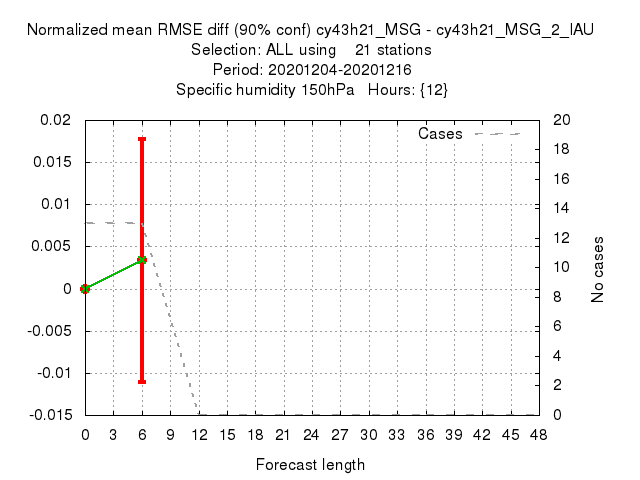 Normalized mean RMSE diff (90% conf) cy43h21_MSG - cy43h21_MSG_2_IAU
Selection: ALL using 21 stations
Period: 20201204-20201216
Specific humidity 150hPa Hours: {12}
Cases
0.02
0.015
0.01
0.005
0
-0.005
-0.01
-0.015
20
18
16
14
12
10
8
6
4
2
0
No cases
0 3 6 9 12 15 18 21 24 27 30 33 36 39 42 45 48
Forecast length